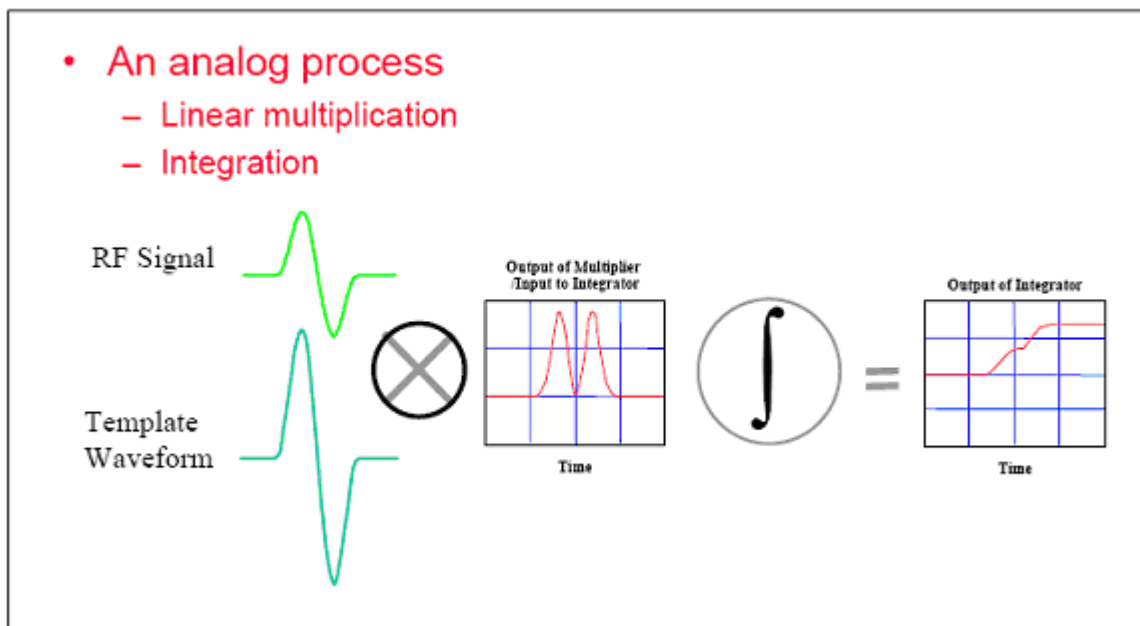 • An analog process
– Linear multiplication
– Integration
RF Signal
Template
Waveform
Output of Multiplier
/Input to Integrator
Time
∫
=
Output of Integrator
Time